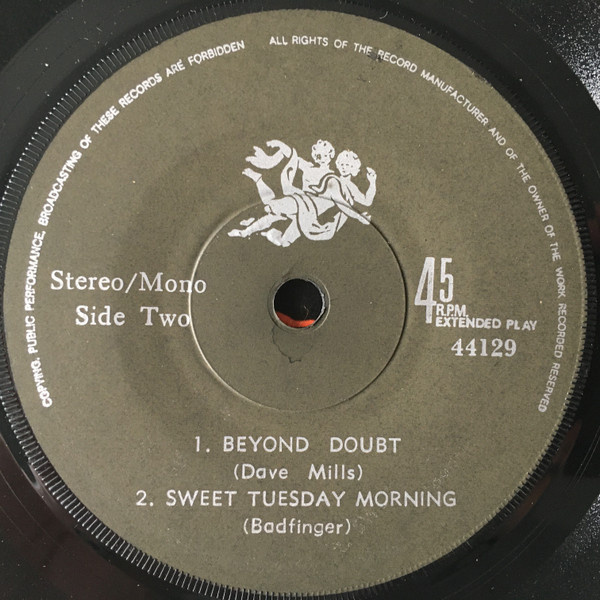 COPYING, PUBLIC PERFORMANCE, BROADCASTING OF THESE RECORDS ARE FORBIDDEN ALL RIGHTS OF THE RECORD MANUFACTURER AND OF THE OWNER OF THE WORK RECORDED RESERVED
Stereo/Mono
Side Two
45
R.P.M.
EXTENDED PLAY
44129
1. BEYOND DOUBT
(Dave Mills)
2. SWEET TUESDAY MORNING
(Badfinger)